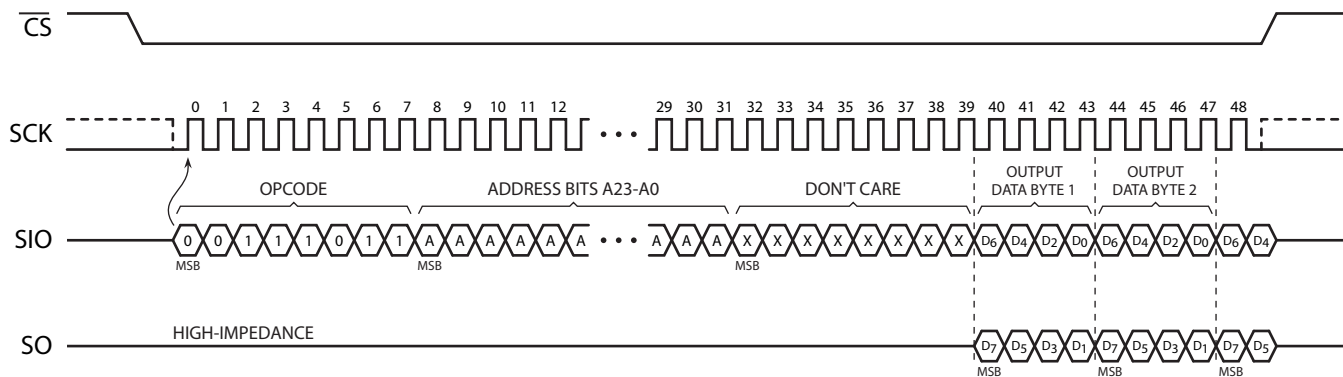 CS
0 1 2 3 4 5 6 7 8 9 10 11 12 29 30 31 32 33 34 35 36 37 38 39 40 41 42 43 44 45 46 47 48
SCK
OPCODE ADDRESS BITS A23-A0 DON'T CARE OUTPUT DATA BYTE 1 OUTPUT DATA BYTE 2
SIO 0 0 1 1 1 0 1 1 A A A A A A A A A X X X X X X X X D6 D4 D2 D0 D6 D4 D2 D0 D6 D4
MSB MSB MSB
HIGH-IMPEDANCE
SO D7 D5 D3 D1 D7 D5 D3 D1 D7 D5
MSB MSB MSB